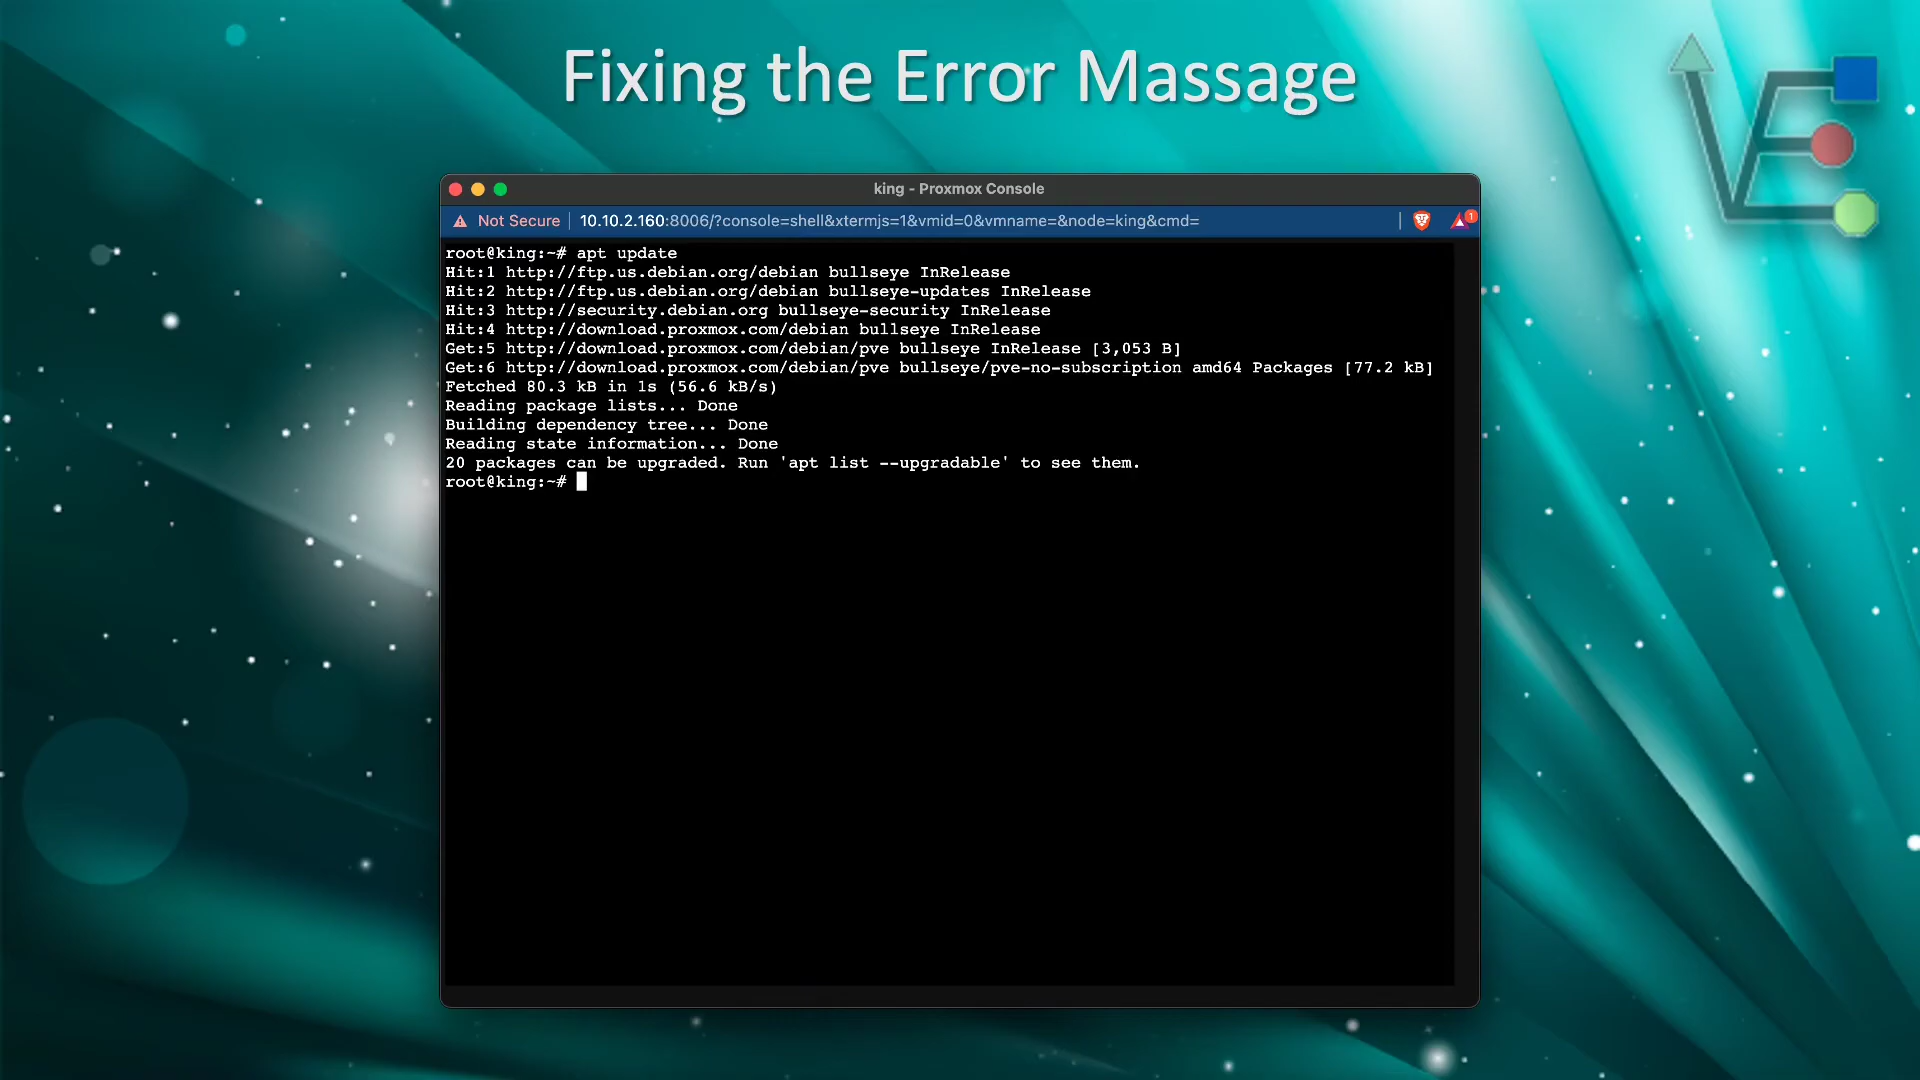 Fixing the Error Massage
king - Proxmox Console
Not Secure | 10.10.2.160:8006/?console=shell&xtermjs=1&vmid=0&vmname=&node=king&cmd=
1
root@king:~# apt update
Hit:1 http://ftp.us.debian.org/debian bullseye InRelease
Hit:2 http://ftp.us.debian.org/debian bullseye-updates InRelease
Hit:3 http://security.debian.org bullseye-security InRelease
Hit:4 http://download.proxmox.com/debian bullseye InRelease
Get:5 http://download.proxmox.com/debian/pve bullseye InRelease [3,053 B]
Get:6 http://download.proxmox.com/debian/pve bullseye/pve-no-subscription amd64 Packages [77.2 kB]
Fetched 80.3 kB in 1s (56.6 kB/s)
Reading package lists... Done
Building dependency tree... Done
Reading state information... Done
20 packages can be upgraded. Run 'apt list --upgradable' to see them.
root@king:~#